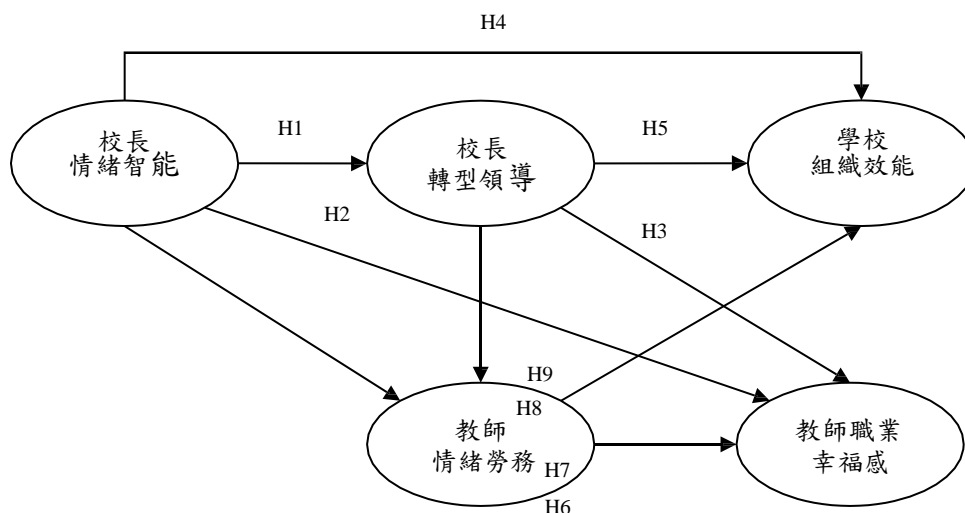 H4
校長
情緒智能
H1
校長
轉型領導
H5
學校
組織效能
H2
H3
H9
H8
教師
情緒勞務
H7
H6
教師職業
幸福感